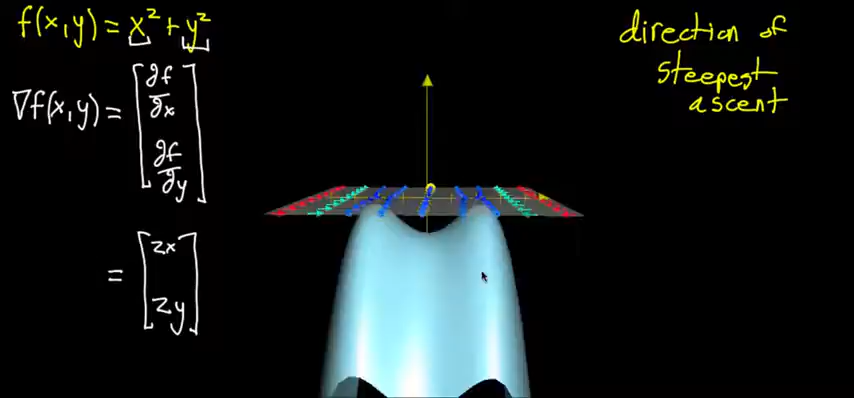 f(x,y) = x² + y²
∇f(x,y) = [∂f/∂x
∂f/∂y]
= [2x
2y]
direction of
steepest
ascent